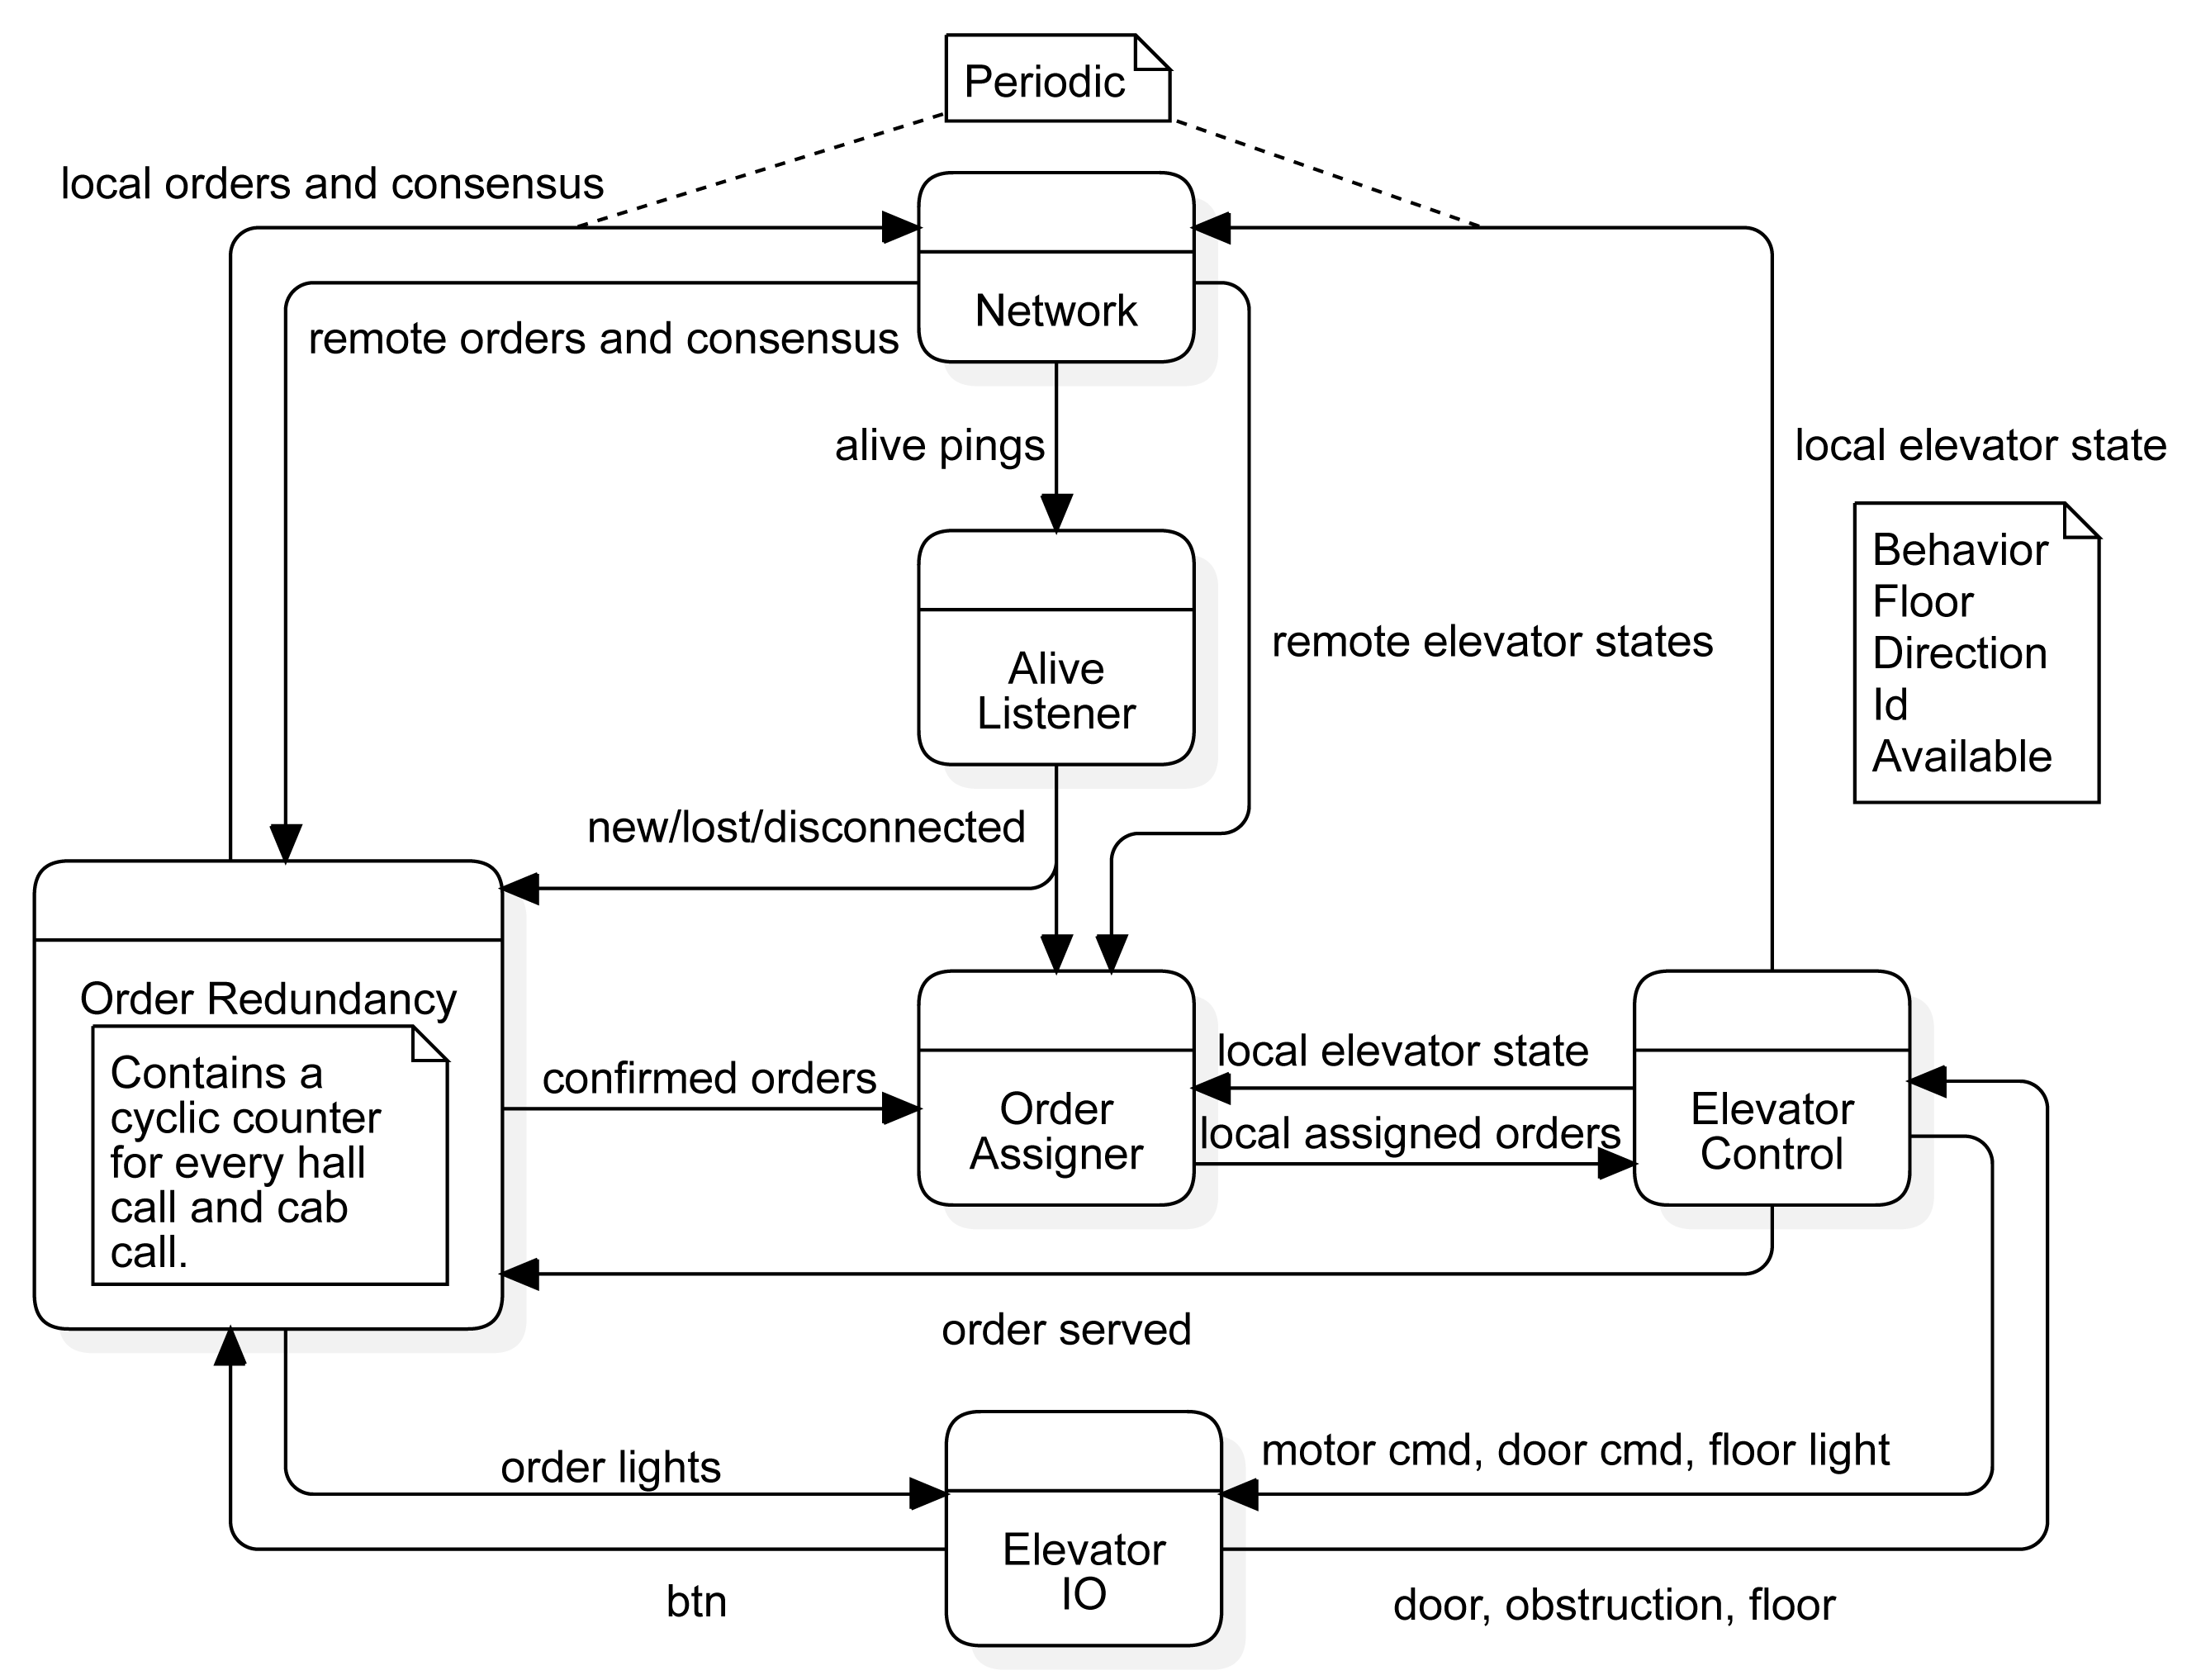 Periodic
local orders and consensus
Network
remote orders and consensus
alive pings
local elevator state
Behavior
Floor
Direction
Id
Available
remote elevator states
Alive
Listener
new/lost/disconnected
Order Redundancy
Contains a
cyclic counter
for every hall
call and cab
call.
confirmed orders
Order
Assigner
local elevator state
local assigned orders
Elevator
Control
order served
order lights
motor cmd, door cmd, floor light
Elevator
IO
btn
door, obstruction, floor